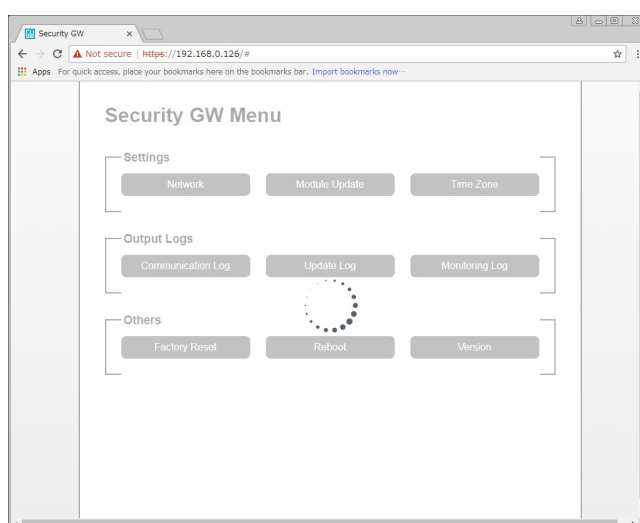 Security GW
Not secure | https://192.168.0.126/#
Apps For quick access, place your bookmarks here on the bookmarks bar. Import bookmarks now...
Security GW Menu
Settings
Network Module Update Time Zone
Output Logs
Communication Log Update Log Monitoring Log
Others
Factory Reset Reboot Version